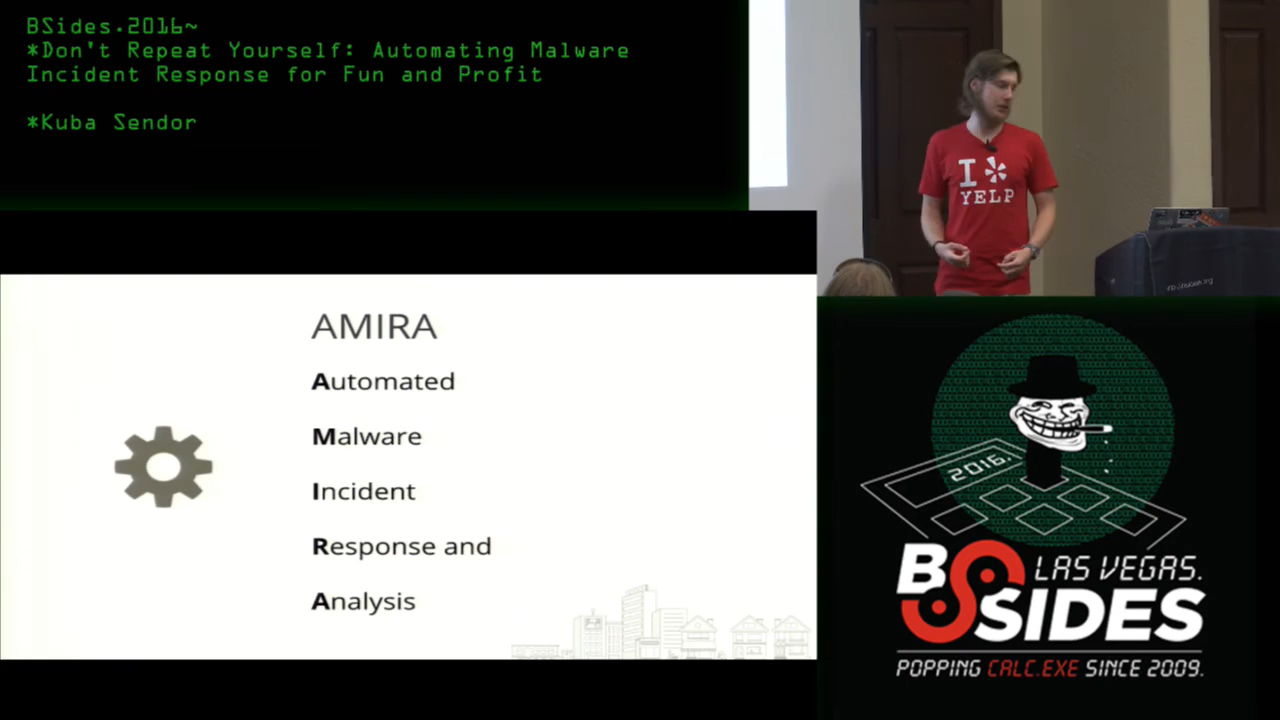 BSides.2016~
*Don't Repeat Yourself: Automating Malware
Incident Response for Fun and Profit
*Kuba Sendor
I
YELP
AMIRA
Automated
Malware
Incident
Response and
Analysis
2016.
BSIDES
LAS VEGAS.
POPPING CALC.EXE SINCE 2009.